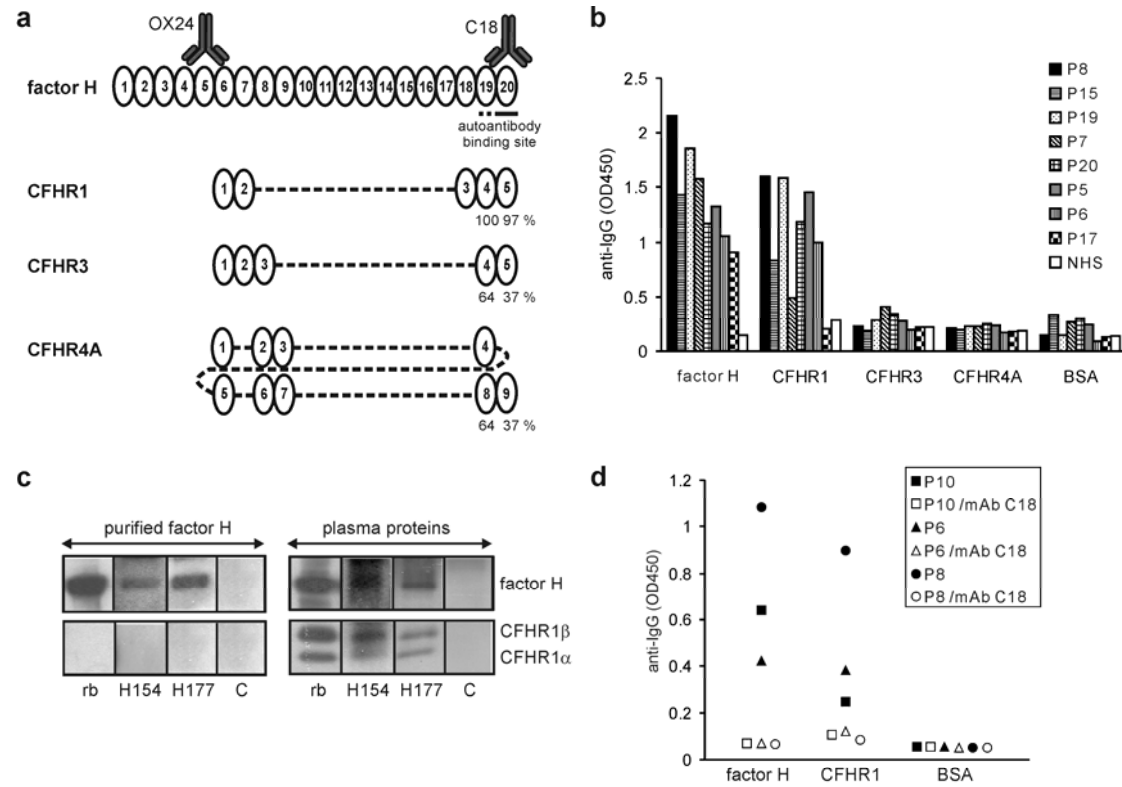 a
OX24
C18
factor H
1 2 3 4 5 6 7 8 9 10 11 12 13 14 15 16 17 18 19 20
autoantibody
binding site
CFHR1
1 2 3 4 5
100 97 %
CFHR3
1 2 3 4 5
64 37 %
CFHR4A
1 2 3 4
5 6 7 8 9
64 37 %
b
anti-IgG (OD450)
2.5
2
1.5
1
0.5
0
factor H CFHR1 CFHR3 CFHR4A BSA
P8
P15
P19
P7
P20
P5
P6
P17
NHS
c
purified factor H
plasma proteins
factor H
CFHR1β
CFHR1α
rb H154 H177 C
rb H154 H177 C
d
anti-IgG (OD450)
1.2
1
0.8
0.6
0.4
0.2
0
factor H CFHR1 BSA
P10
P10/mAb C18
P6
P6/mAb C18
P8
P8/mAb C18